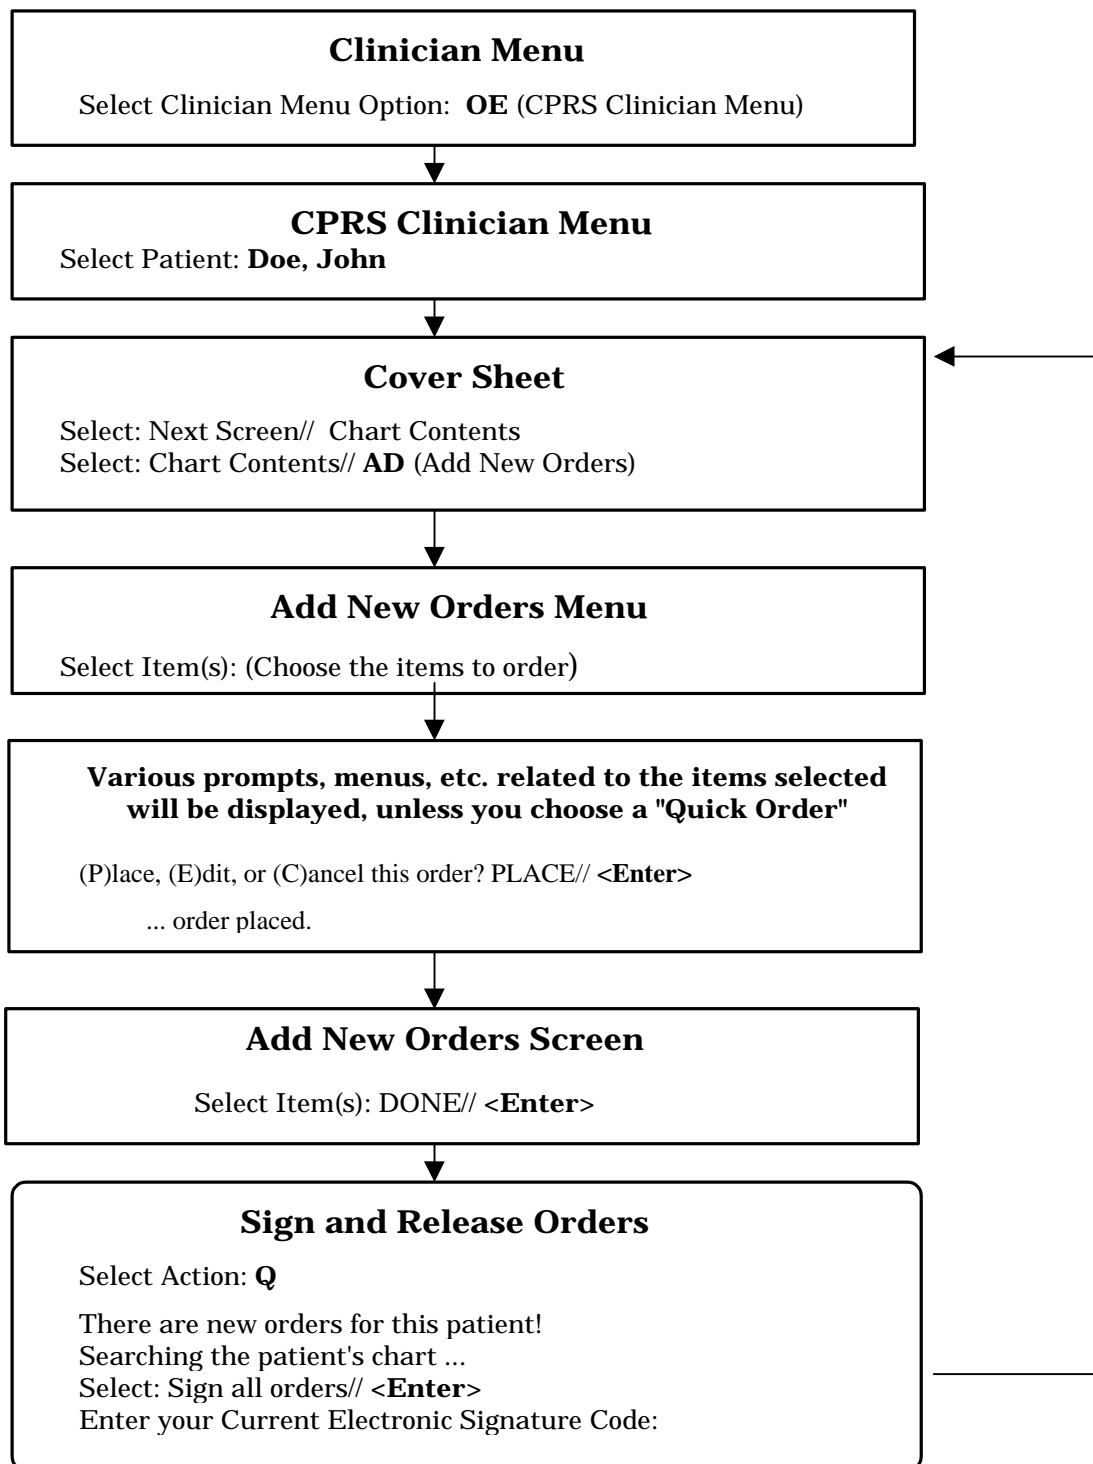 Clinician Menu
Select Clinician Menu Option:  OE (CPRS Clinician Menu)
CPRS Clinician Menu
Select Patient: Doe, John
Cover Sheet
Select: Next Screen//  Chart Contents
Select: Chart Contents// AD (Add New Orders)
Add New Orders Menu
Select Item(s): (Choose the items to order)
Various prompts, menus, etc. related to the items selected
will be displayed, unless you choose a "Quick Order"
(P)lace, (E)dit, or (C)ancel this order? PLACE// <Enter>
... order placed.
Add New Orders Screen
Select Item(s): DONE// <Enter>
Sign and Release Orders
Select Action: Q
There are new orders for this patient!
Searching the patient's chart ...
Select: Sign all orders// <Enter>
Enter your Current Electronic Signature Code: